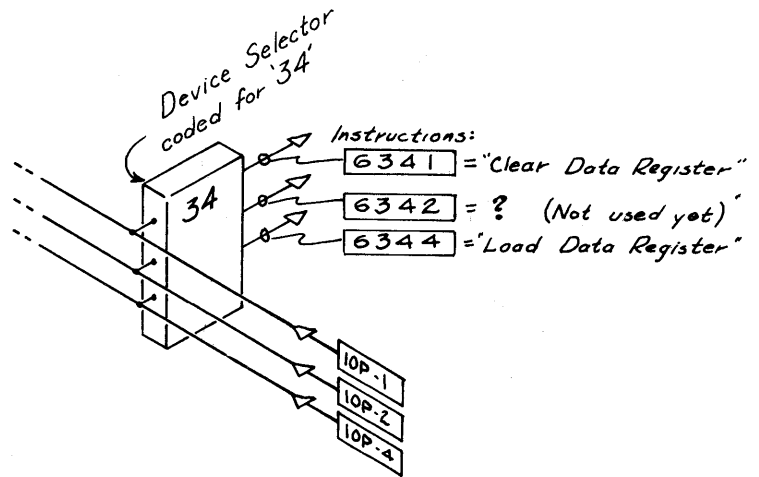 Device Selector
coded for '34'
34
Instructions:
6341 = "Clear Data Register"
6342 = ? (Not used yet)"
6344 = "Load Data Register"
IOP-1
IOP-2
IOP-4